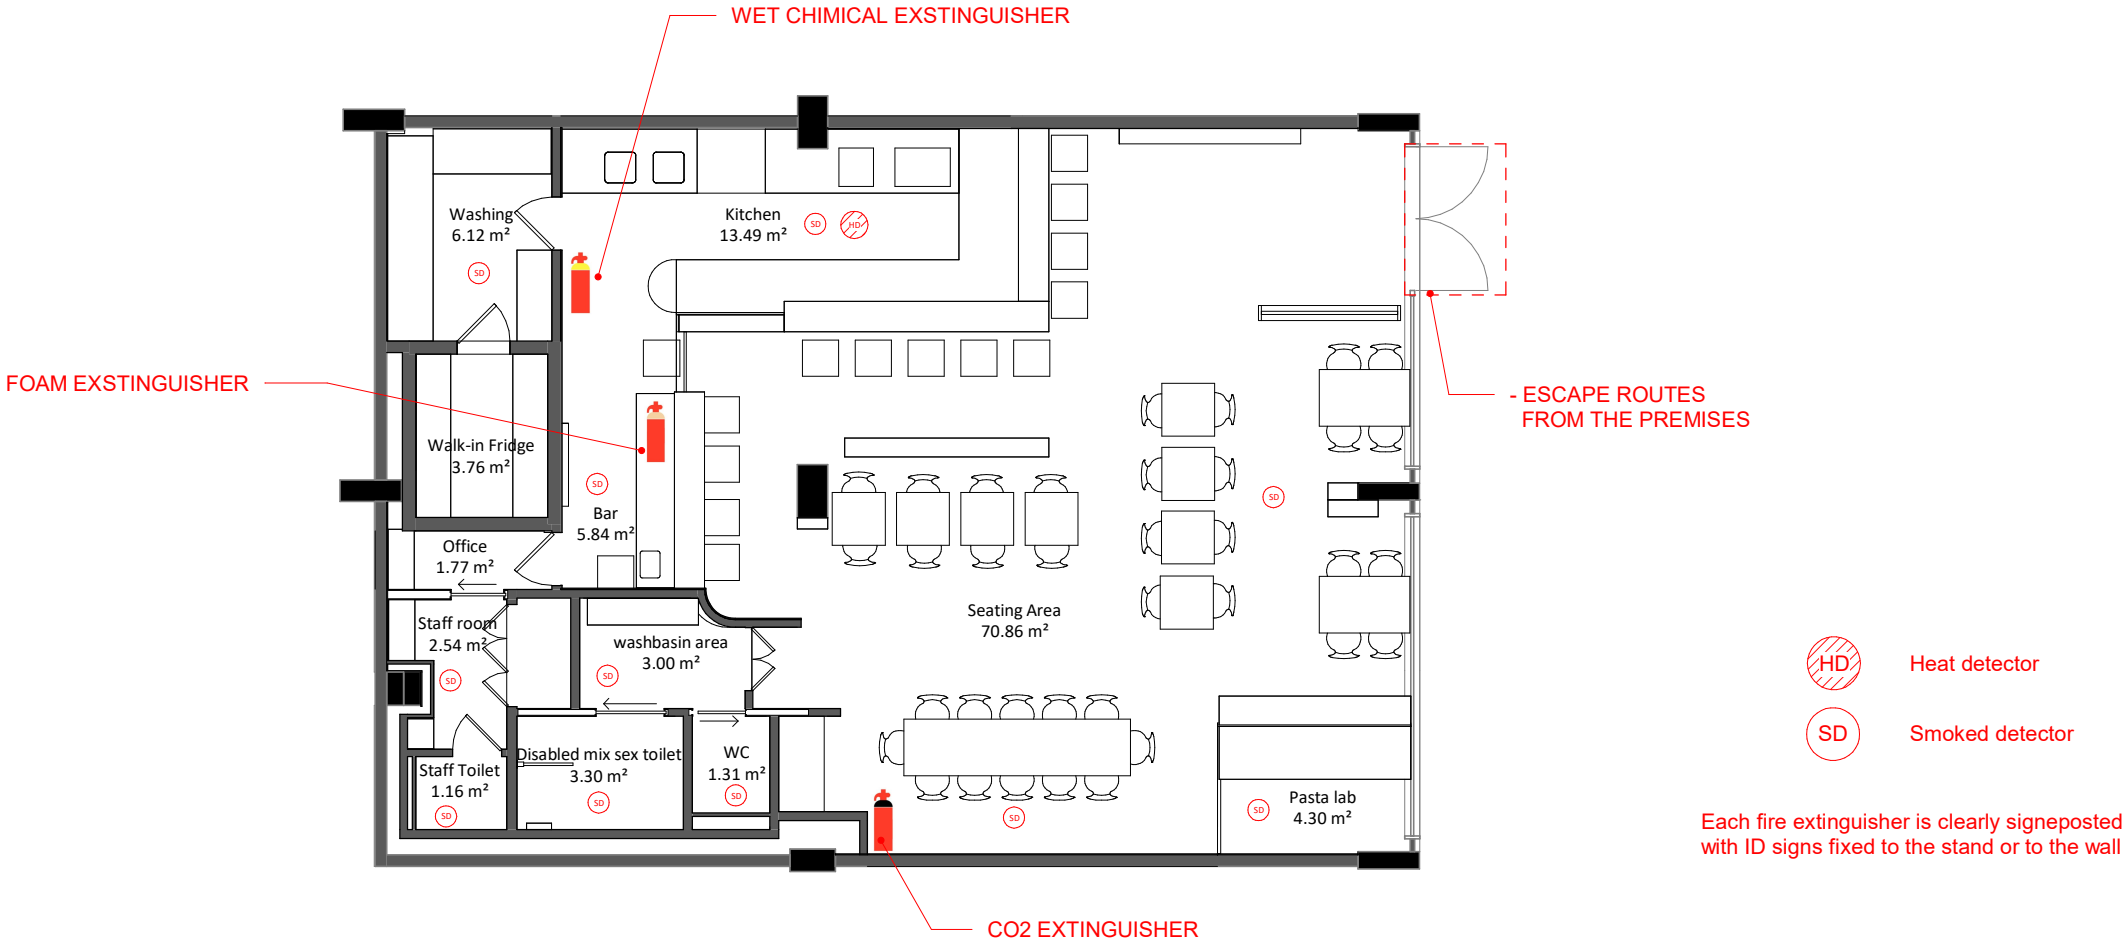 WET CHIMICAL EXSTINGUISHER
Washing
6.12 m²
SD
Kitchen
13.49 m²
SD
HD
FOAM EXSTINGUISHER
- ESCAPE ROUTES
FROM THE PREMISES
Walk-in Fridge
3.76 m²
SD
Bar
5.84 m²
SD
Office
1.77 m²
Staff room
2.54 m²
SD
washbasin area
3.00 m²
SD
Seating Area
70.86 m²
Staff Toilet
1.16 m²
SD
Disabled mix sex toilet
3.30 m²
SD
WC
1.31 m²
SD
SD
SD
Pasta lab
4.30 m²
HD
Heat detector
SD
Smoked detector
Each fire extinguisher is clearly signeposted
with ID signs fixed to the stand or to the wall
CO2 EXTINGUISHER